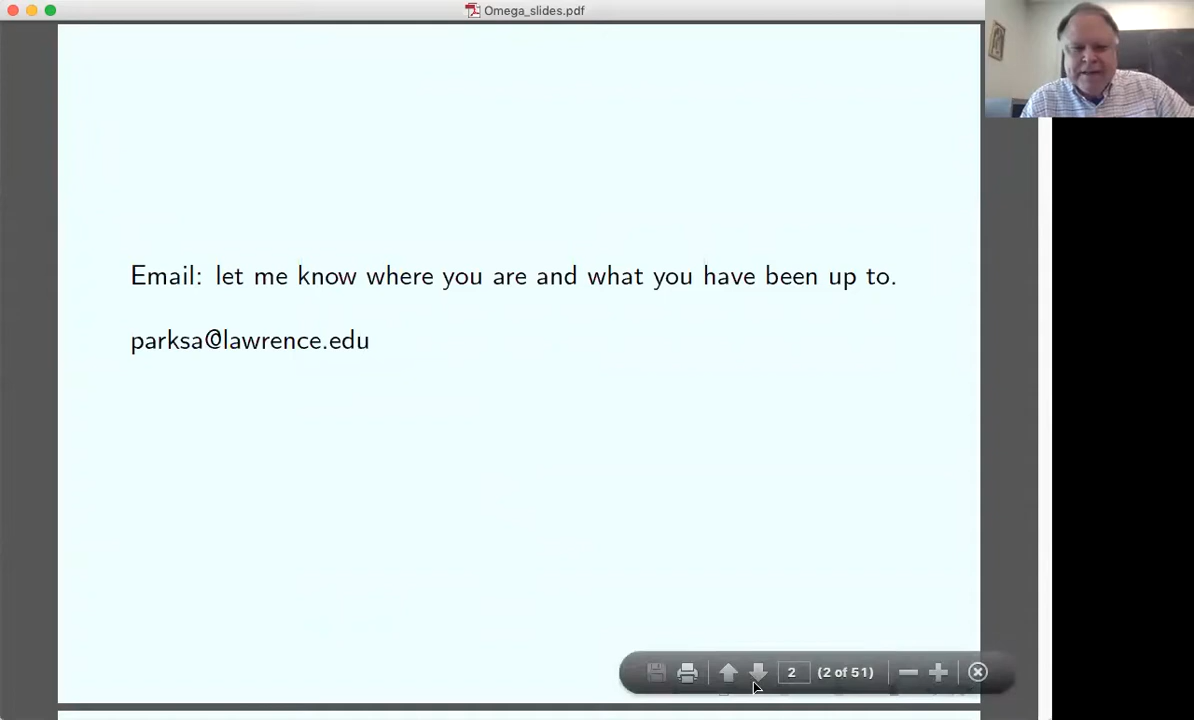 Omega_slides.pdf
Email: let me know where you are and what you have been up to.
parksa@lawrence.edu
2 (2 of 51)